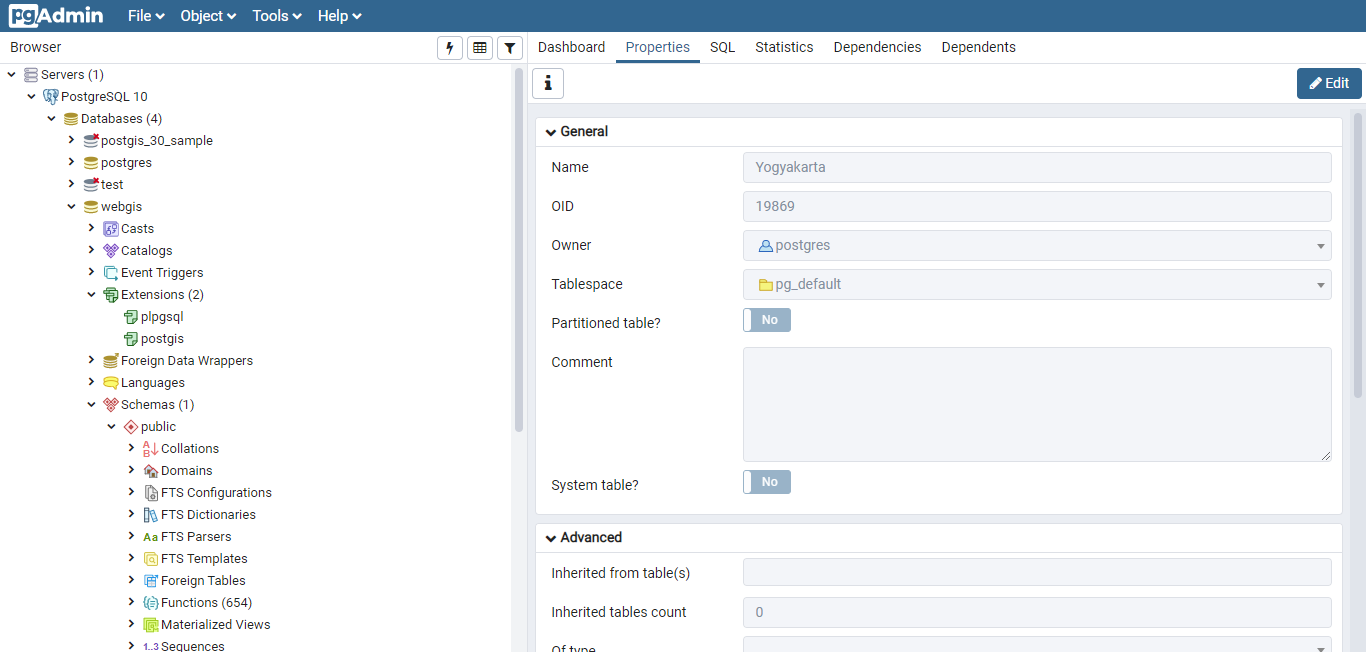 pgAdmin File Object Tools Help
Browser
Servers (1)
PostgreSQL 10
Databases (4)
postgis_30_sample
postgres
test
webgis
Casts
Catalogs
Event Triggers
Extensions (2)
plpgsql
postgis
Foreign Data Wrappers
Languages
Schemas (1)
public
Collations
Domains
FTS Configurations
FTS Dictionaries
Aa FTS Parsers
FTS Templates
Foreign Tables
Functions (654)
Materialized Views
1..3 Sequences
Dashboard Properties SQL Statistics Dependencies Dependents
i Edit
General
Name Yogyakarta
OID 19869
Owner postgres
Tablespace pg_default
Partitioned table? No
Comment
System table? No
Advanced
Inherited from table(s)
Inherited tables count 0
Of type